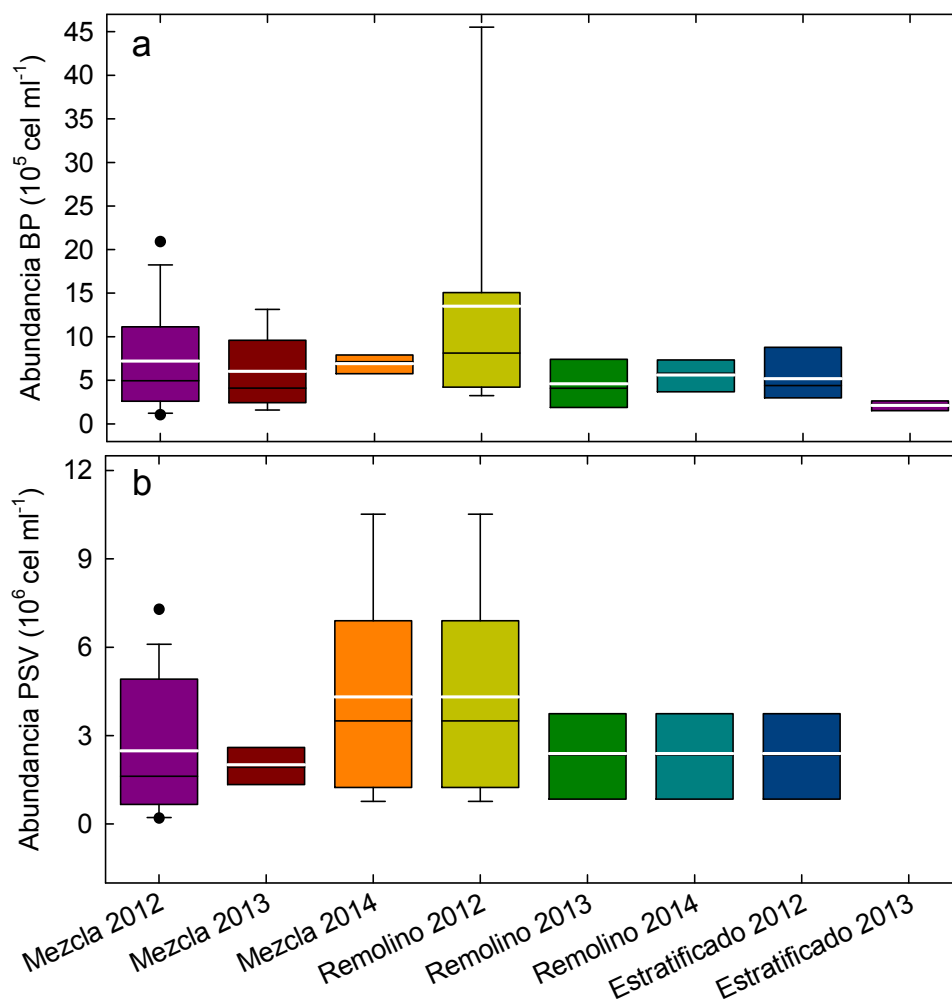 a
Abundancia BP (10⁵ cel ml⁻¹)
45
40
35
30
25
20
15
10
5
0
b
Abundancia PSV (10⁶ cel ml⁻¹)
12
9
6
3
0
Mezcla 2012
Mezcla 2013
Mezcla 2014
Remolino 2012
Remolino 2013
Remolino 2014
Estratificado 2012
Estratificado 2013